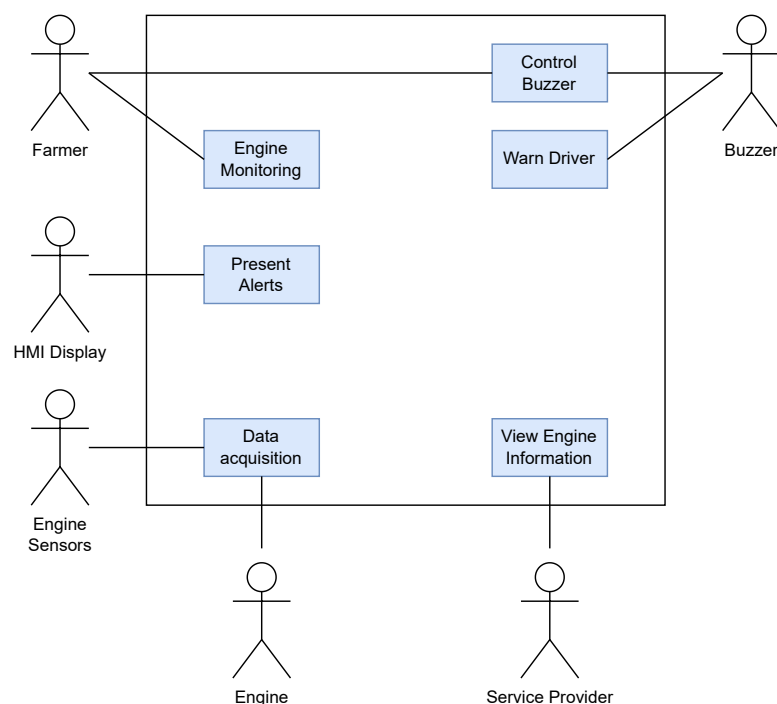 Control
Buzzer
Farmer
Engine
Monitoring
Warn Driver
Buzzer
Present
Alerts
HMI Display
Data
acquisition
View Engine
Information
Engine
Sensors
Engine
Service Provider